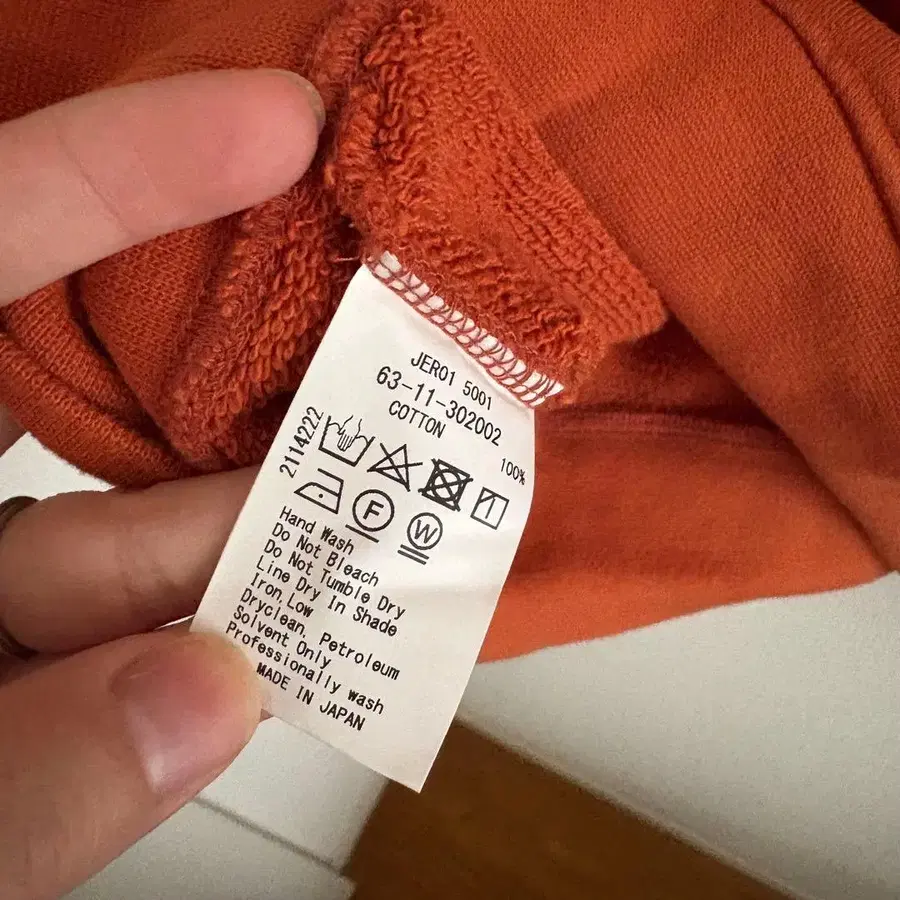 JER01 5001
63-11-302002
COTTON 100%
2114222
F W
Hand Wash
Do Not Bleach
Do Not Tumble Dry
Line Dry In Shade
Iron, Low
Dryclean, Petroleum
Solvent Only
Professionally wash
MADE IN JAPAN